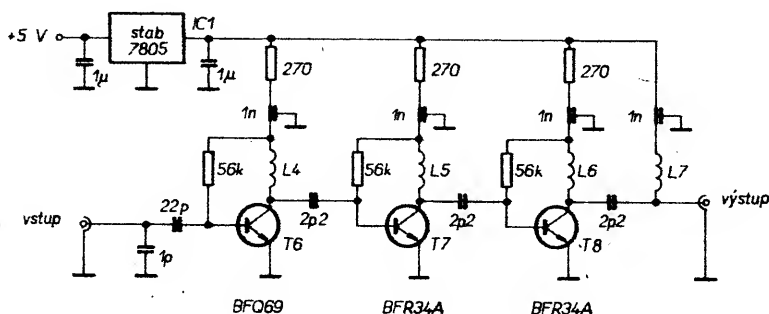 +5 V
stab
7805
IC1
1µ
1µ
270
270
270
1n
1n
1n
1n
56k
L4
56k
L5
56k
L6
L7
vstup
22p
1p
2p2
2p2
2p2
výstup
T6
T7
T8
BFQ69
BFR34A
BFR34A